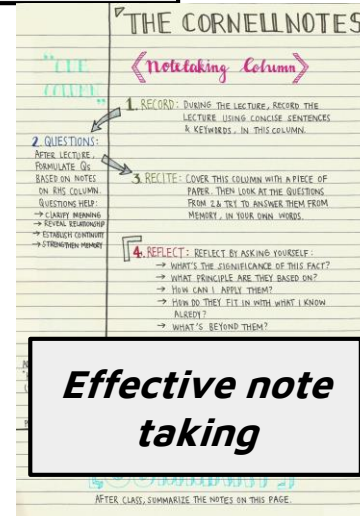 THE CORNELL NOTES
"CUE
COLUMN"
Notetaking Column
1. RECORD: DURING THE LECTURE, RECORD THE
LECTURE USING CONCISE SENTENCES
& KEYWORDS, IN THIS COLUMN.
2. QUESTIONS:
AFTER LECTURE,
FORMULATE Qs
BASED ON NOTES
ON RHS COLUMN.
QUESTIONS HELP:
→ CLARIFY MEANING
→ REVEAL RELATIONSHIP
→ ESTABLISH CONTINUITY
→ STRENGTHEN MEMORY
3. RECITE: COVER THIS COLUMN WITH A PIECE OF
PAPER. THEN LOOK AT THE QUESTIONS
FROM 2 & TRY TO ANSWER THEM FROM
MEMORY, IN YOUR OWN WORDS.
4. REFLECT: REFLECT BY ASKING YOURSELF:
→ WHAT'S THE SIGNIFICANCE OF THIS FACT?
→ WHAT PRINCIPLE ARE THEY BASED ON?
→ HOW CAN I APPLY THEM?
→ HOW DO THEY FIT IN WITH WHAT I KNOW
ALREDY?
→ WHAT'S BEYOND THEM?
Effective note
taking
AFTER CLASS, SUMMARIZE THE NOTES ON THIS PAGE.